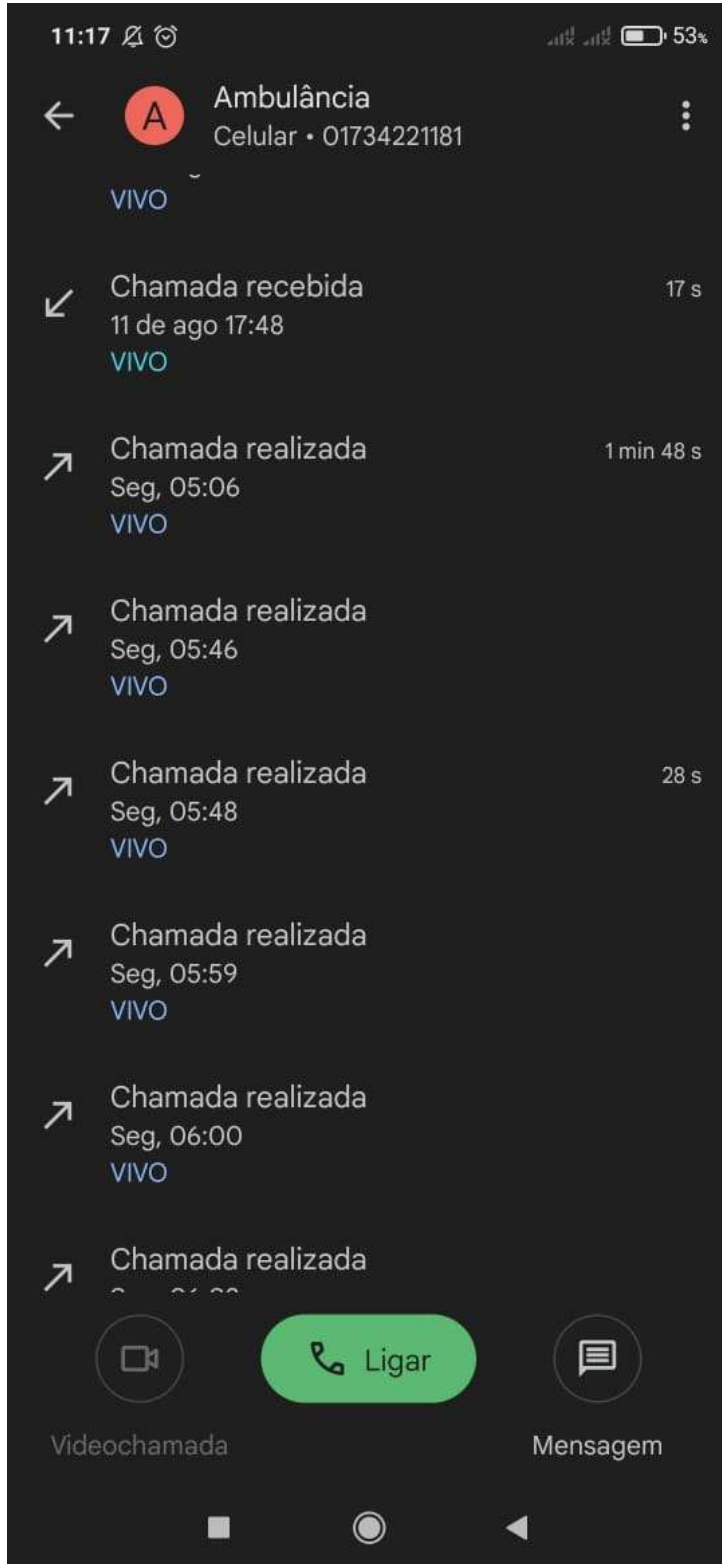 11:17 53%
A Ambulância
Celular • 01734221181
VIVO
Chamada recebida 17 s
11 de ago 17:48
VIVO
Chamada realizada 1 min 48 s
Seg, 05:06
VIVO
Chamada realizada
Seg, 05:46
VIVO
Chamada realizada 28 s
Seg, 05:48
VIVO
Chamada realizada
Seg, 05:59
VIVO
Chamada realizada
Seg, 06:00
VIVO
Chamada realizada
Ligar
Videochamada Mensagem